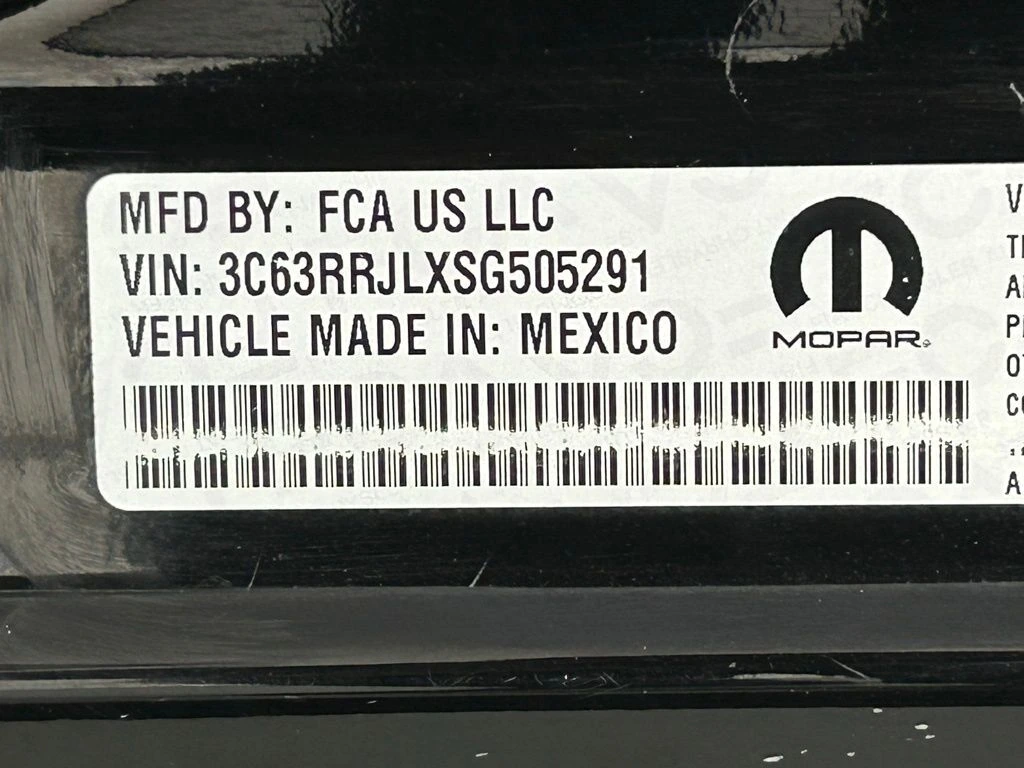 MFD BY: FCA US LLC
VIN: 3C63RRJLXSG505291
VEHICLE MADE IN: MEXICO
MOPAR